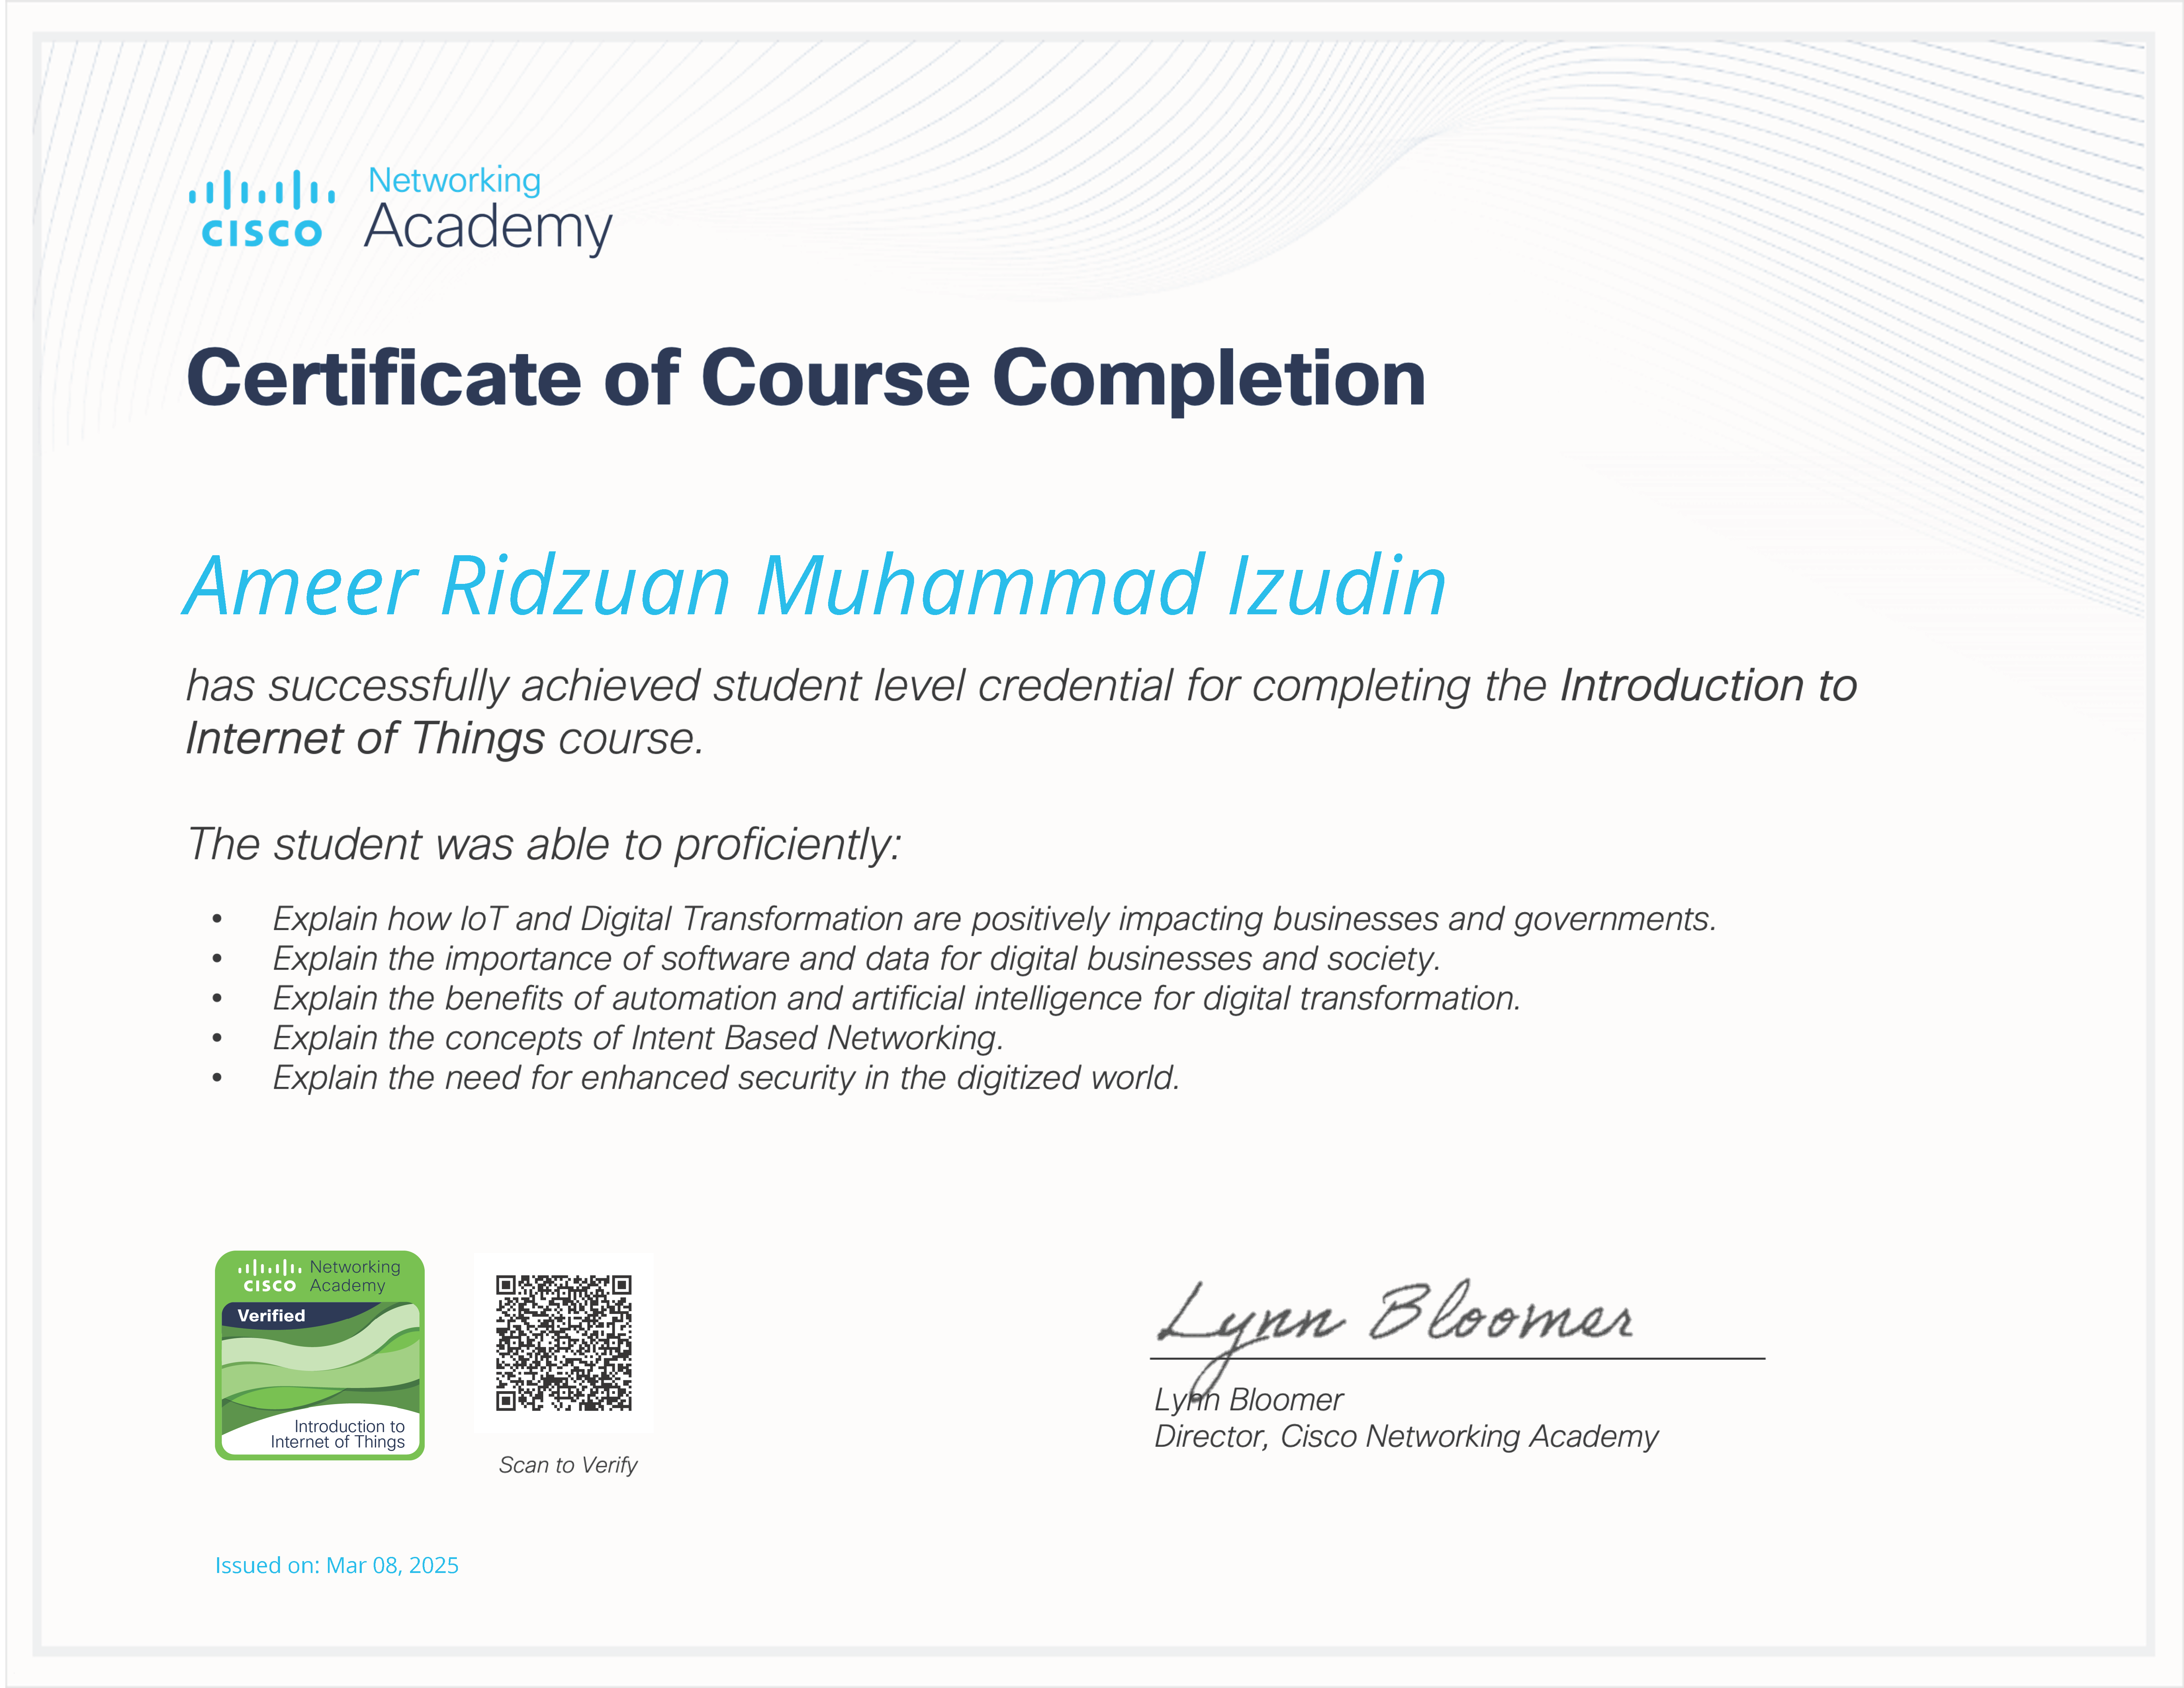 Networking
CISCO Academy
Certificate of Course Completion
Ameer Ridzuan Muhammad Izudin
has successfully achieved student level credential for completing the Introduction to
Internet of Things course.
The student was able to proficiently:
• Explain how IoT and Digital Transformation are positively impacting businesses and governments.
• Explain the importance of software and data for digital businesses and society.
• Explain the benefits of automation and artificial intelligence for digital transformation.
• Explain the concepts of Intent Based Networking.
• Explain the need for enhanced security in the digitized world.
Networking
CISCO Academy
Verified
Introduction to
Internet of Things
Scan to Verify
Lynn Bloomer
Lynn Bloomer
Director, Cisco Networking Academy
Issued on: Mar 08, 2025